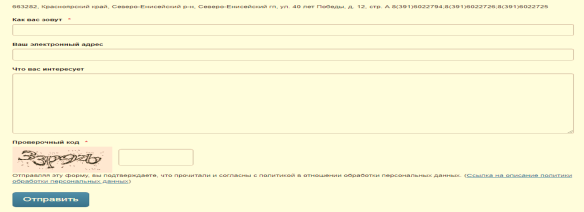 663282, Красноярский край, Северо-Енисейский р-н, Северо-Енисейский гп, ул. 40 лет Победы, д. 12, стр. А 8(391)6022794,8(391)6022726,8(391)6022725
Как вас зовут *
Ваш электронный адрес
Что вас интересует
Проверочный код *
Отправляя эту форму, вы подтверждаете, что прочитали и согласны с политикой в отношении обработки персональных данных. (Ссылка на описание политики
обработки персональных данных)
Отправить